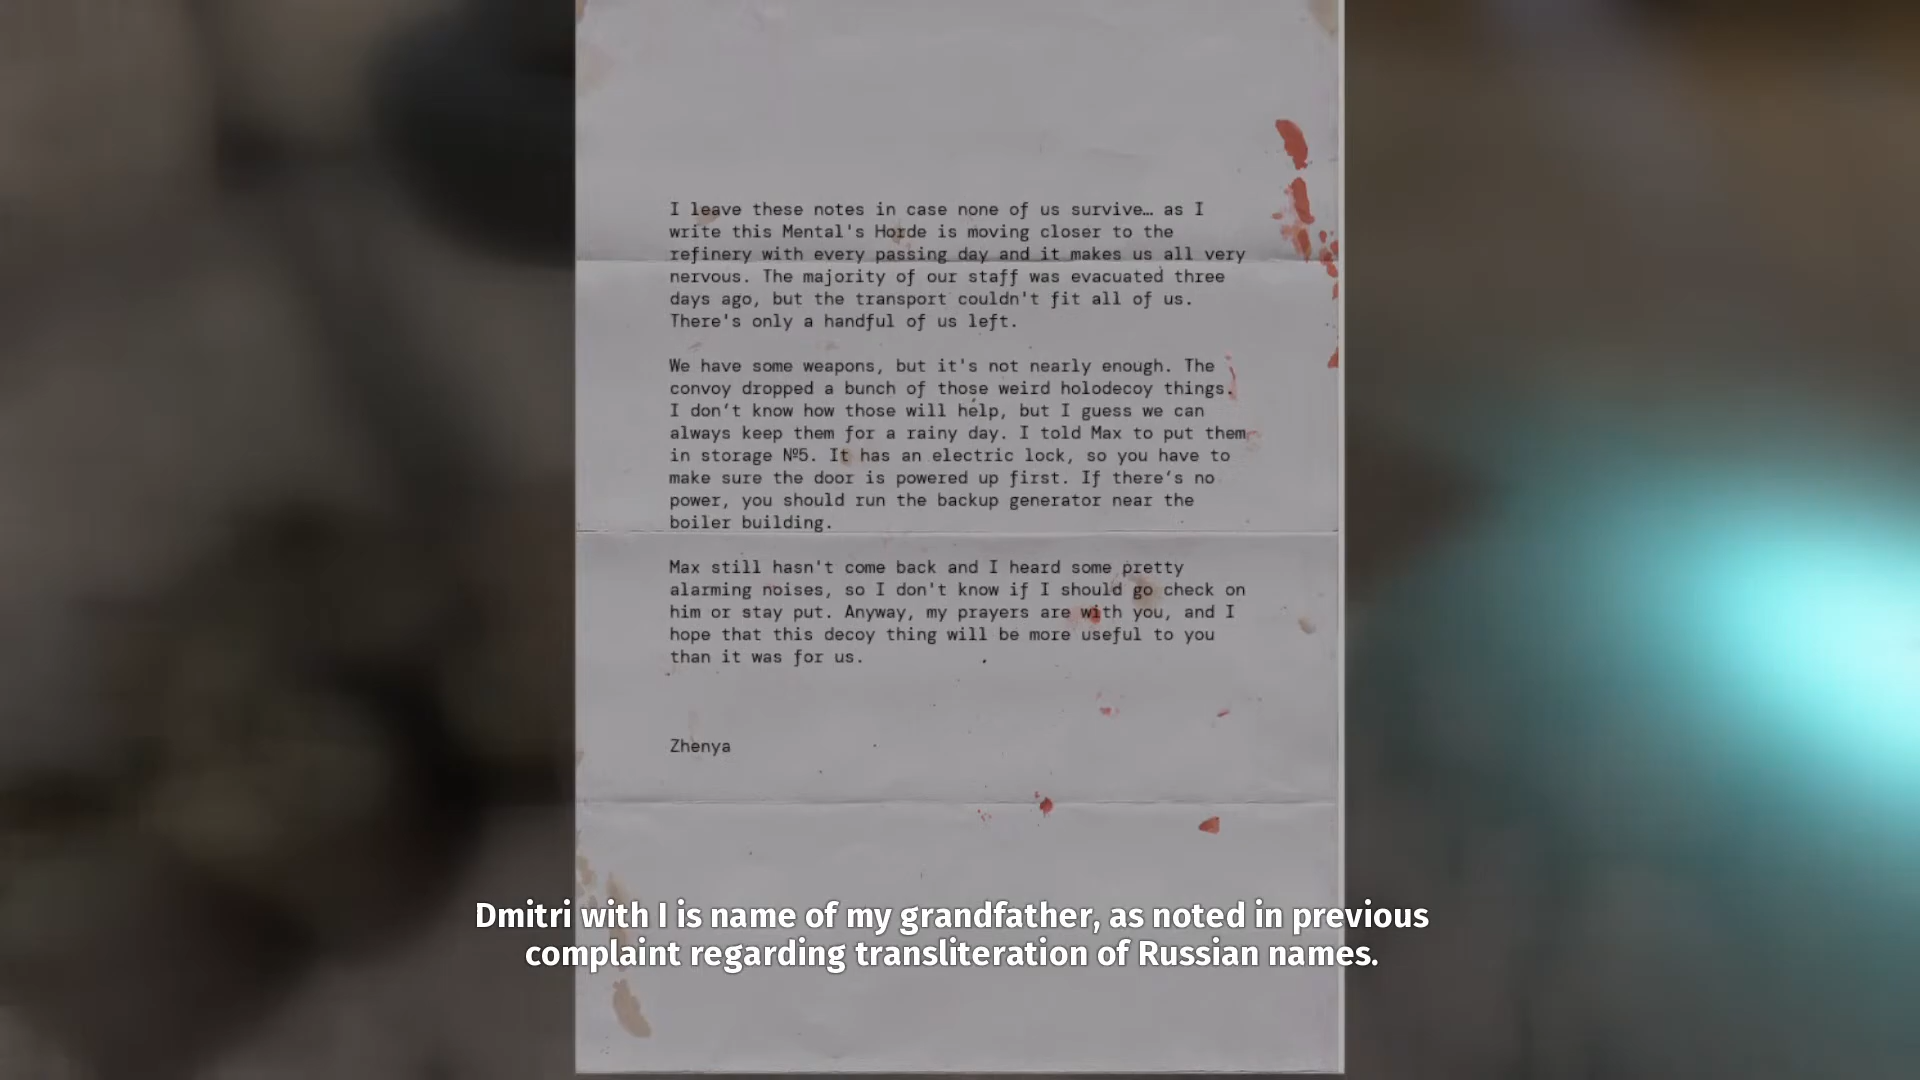 I leave these notes in case none of us survive… as I
write this Mental's Horde is moving closer to the
refinery with every passing day and it makes us all very
nervous. The majority of our staff was evacuated three
days ago, but the transport couldn't fit all of us.
There's only a handful of us left.
We have some weapons, but it's not nearly enough. The
convoy dropped a bunch of those weird holodecoy things.
I don’t know how those will help, but I guess we can
always keep them for a rainy day. I told Max to put them
in storage №5. It has an electric lock, so you have to
make sure the door is powered up first. If there’s no
power, you should run the backup generator near the
boiler building.
Max still hasn't come back and I heard some pretty
alarming noises, so I don't know if I should go check on
him or stay put. Anyway, my prayers are with you, and I
hope that this decoy thing will be more useful to you
than it was for us.
Zhenya
Dmitri with I is name of my grandfather, as noted in previous
complaint regarding transliteration of Russian names.